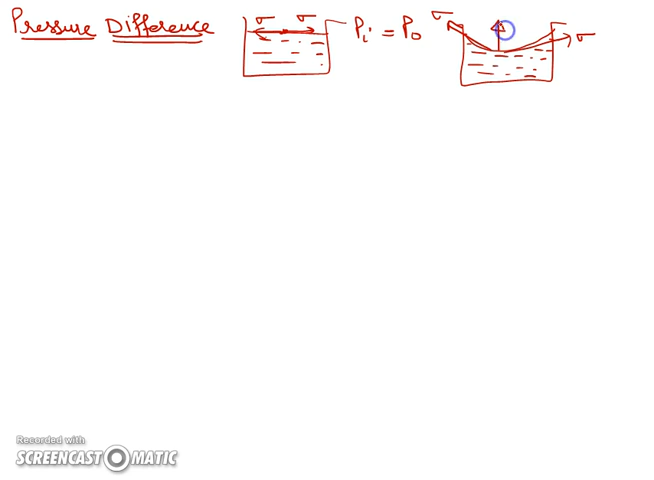 Pressure Difference
σ σ
Pi = Po
σ
σ
Recorded with
SCREENCAST MATIC